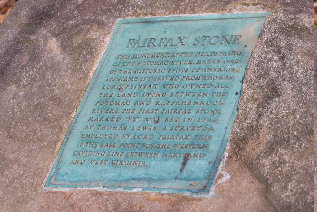 FAIRFAX STONE
THIS MONUMENT, AT THE HEADSPRING
OF THE POTOMAC RIVER, MARKS ONE
OF THE HISTORIC SPOTS OF AMERICA.
ITS NAME IS DERIVED FROM THOMAS
LORD FAIRFAX WHO OWNED ALL
THE LAND LYING BETWEEN THE
POTOMAC AND RAPPAHANNOCK
RIVERS. THE FIRST FAIRFAX STONE,
MARKED "FX", WAS SET IN 1746
BY THOMAS LEWIS, A SURVEYOR
EMPLOYED BY LORD FAIRFAX. THIS
IS THE BASE POINT FOR THE WESTERN
DIVIDING LINE BETWEEN MARYLAND
AND WEST VIRGINIA.